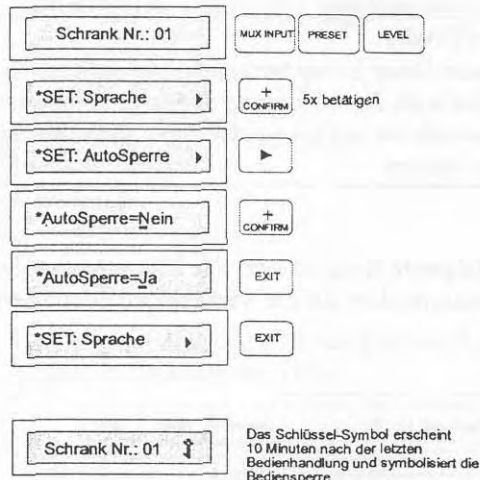 Schrank Nr.: 01 MUX INPUT PRESET LEVEL
*SET: Sprache ▸ + CONFIRM 5x betätigen
*SET: AutoSperre ▸ ►
*AutoSperre=Nein + CONFIRM
*AutoSperre=Ja EXIT
*SET: Sprache ▸ EXIT
Schrank Nr.: 01
Das Schlüssel-Symbol erscheint
10 Minuten nach der letzten
Bedienhandlung und symbolisiert die
Bediensperre